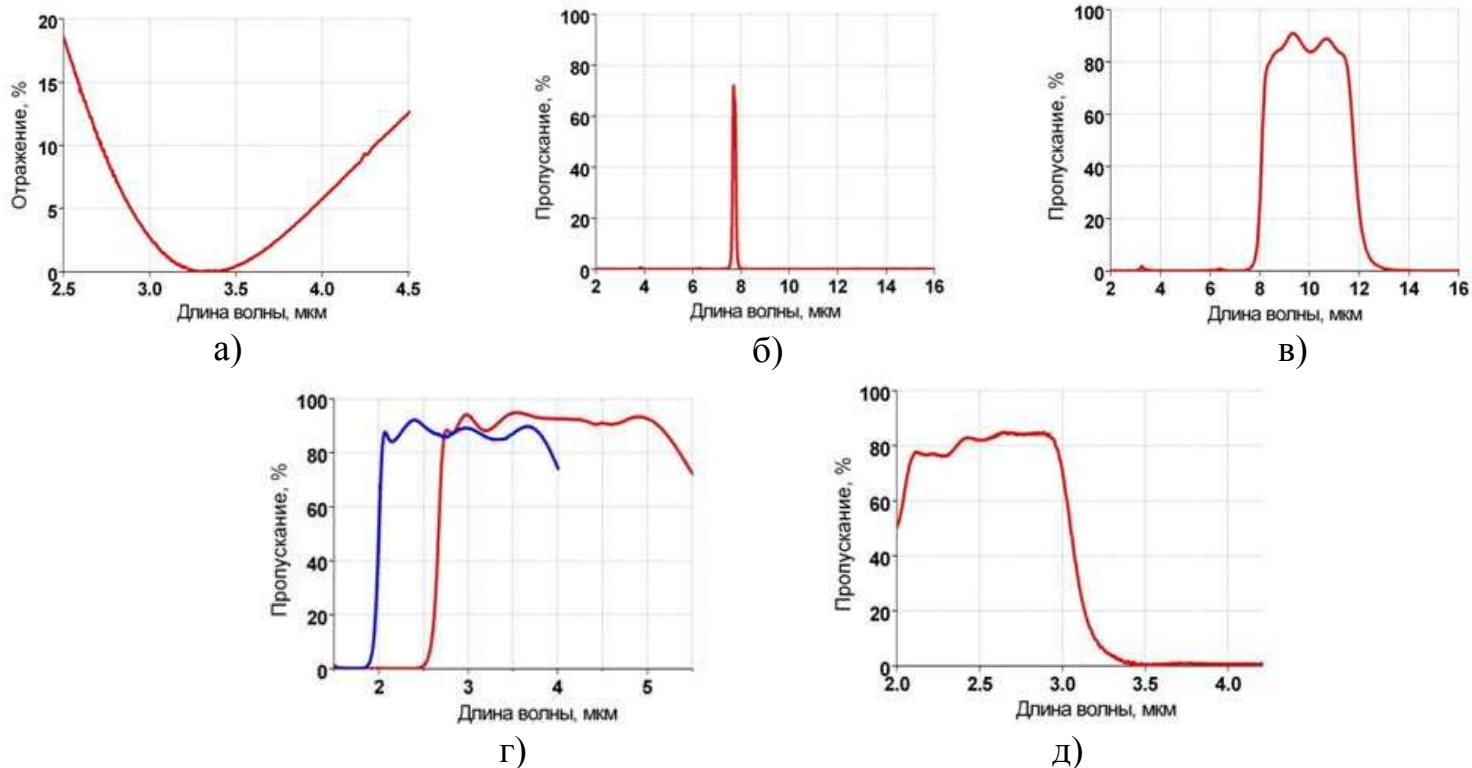 20
15
10
5
0
Отражение, %
2.5 3.0 3.5 4.0 4.5
Длина волны, мкм
а)
100
80
60
40
20
0
Пропускание, %
2 4 6 8 10 12 14 16
Длина волны, мкм
б)
100
80
60
40
20
0
Пропускание, %
2 4 6 8 10 12 14 16
Длина волны, мкм
в)
100
80
60
40
20
0
Пропускание, %
2 3 4 5
Длина волны, мкм
г)
100
80
60
40
20
0
Пропускание, %
2.0 2.5 3.0 3.5 4.0
Длина волны, мкм
д)